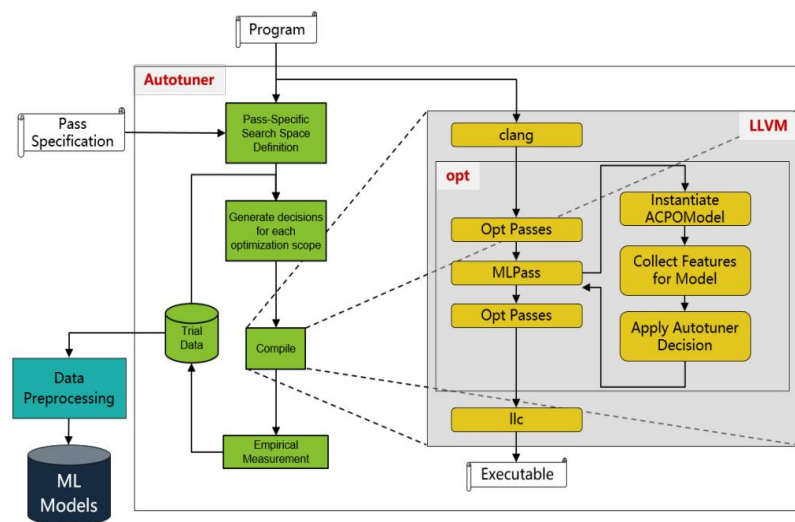 Program
Autotuner
Pass
Specification
Pass-Specific
Search Space
Definition
Generate decisions
for each
optimization scope
Trial
Data
Compile
Empirical
Measurement
Data
Preprocessing
ML
Models
LLVM
clang
opt
Opt Passes
MLPass
Opt Passes
Instantiate
ACPOModel
Collect Features
for Model
Apply Autotuner
Decision
llc
Executable